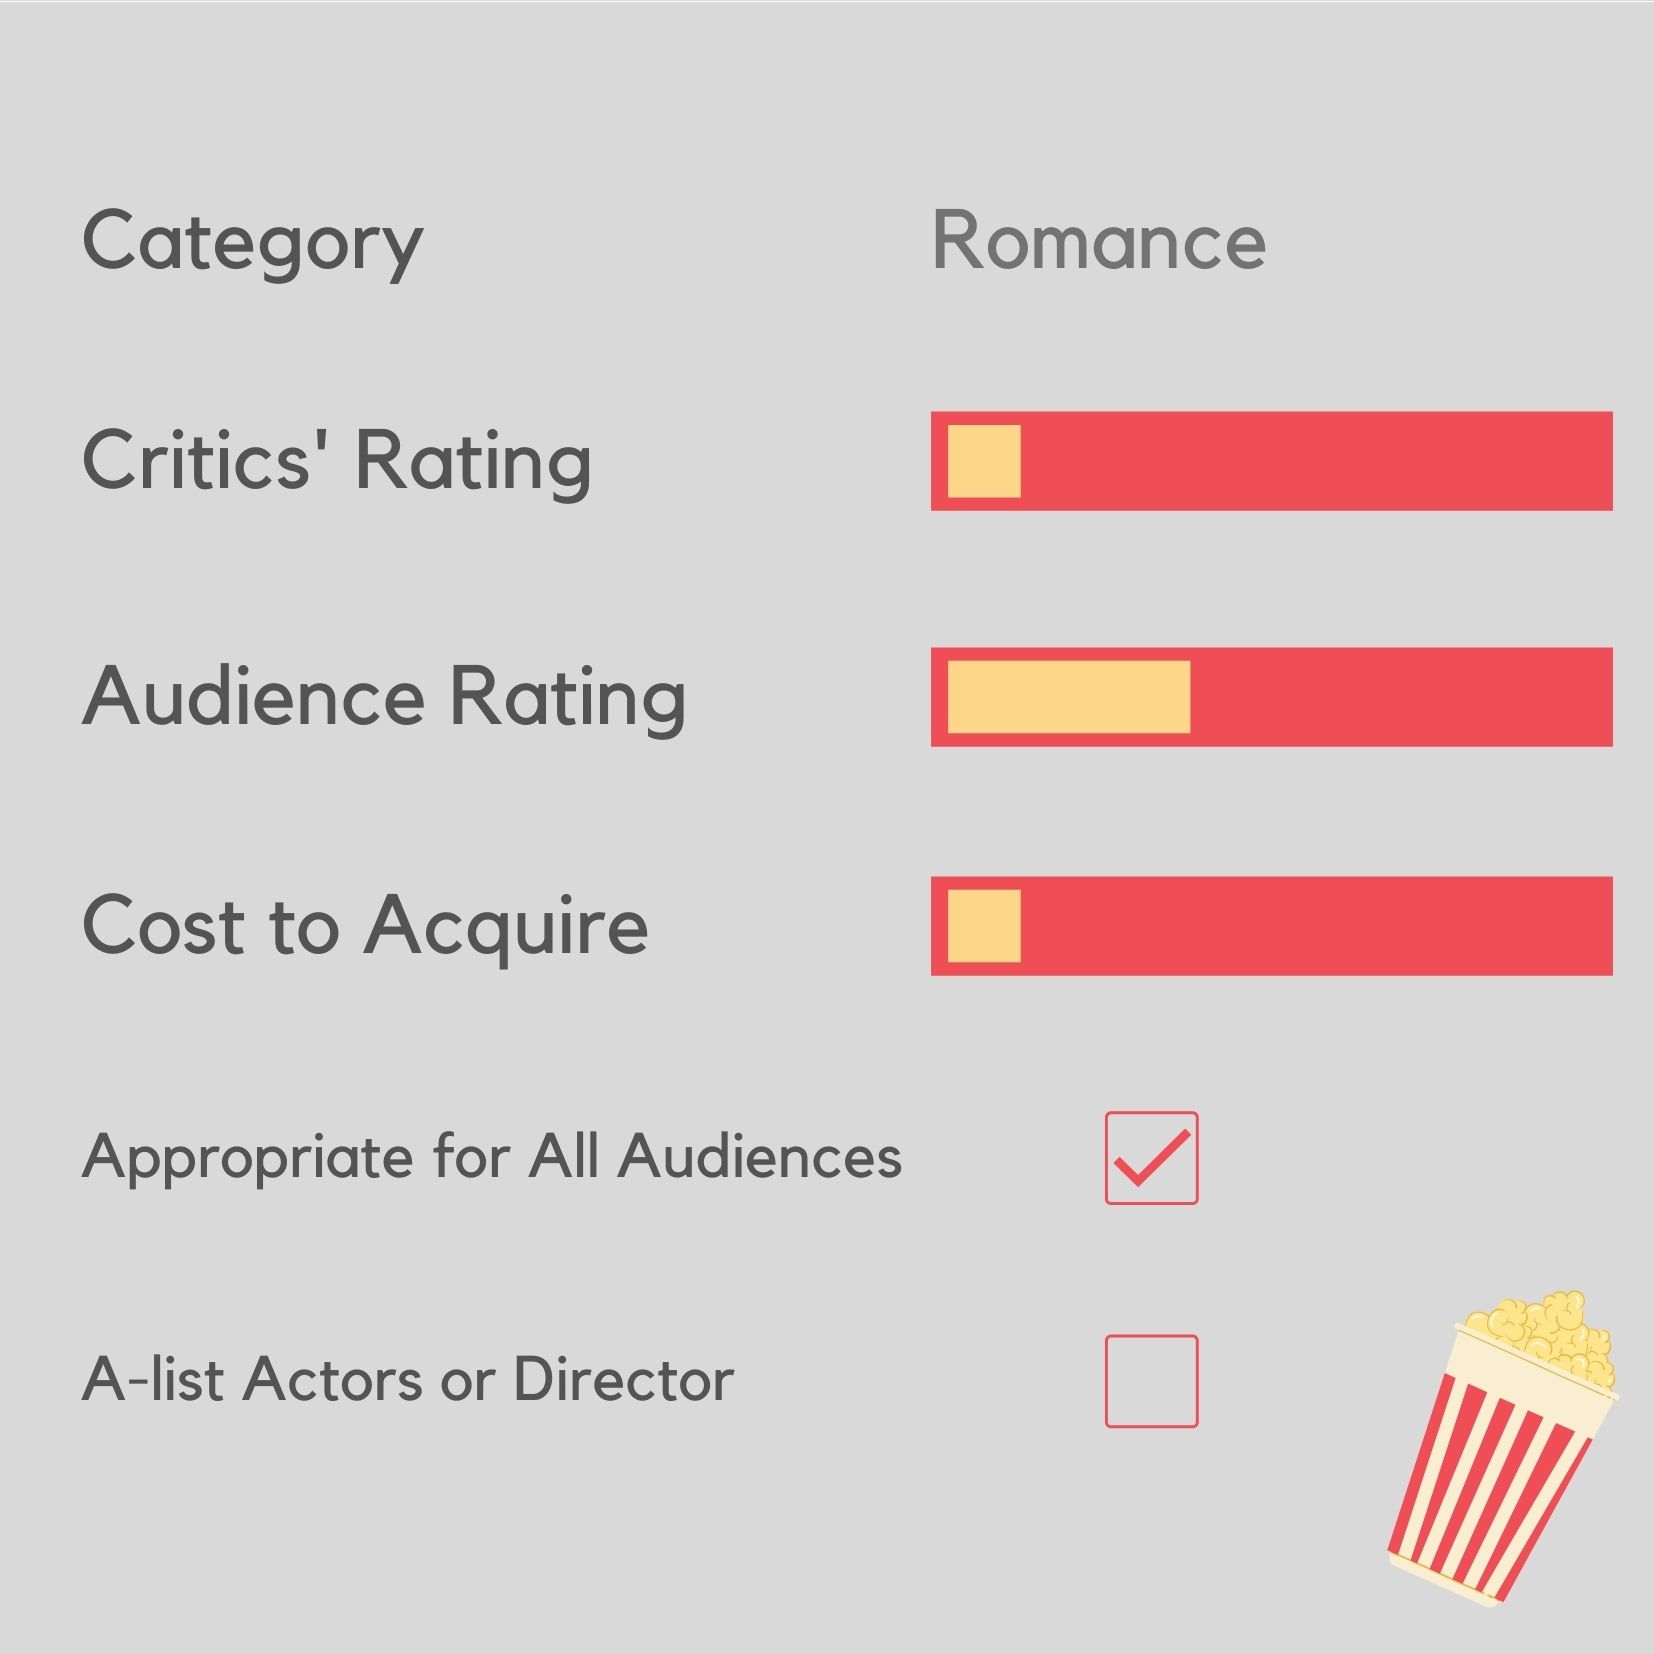 Category Romance
Critics' Rating
Audience Rating
Cost to Acquire
Appropriate for All Audiences
A-list Actors or Director